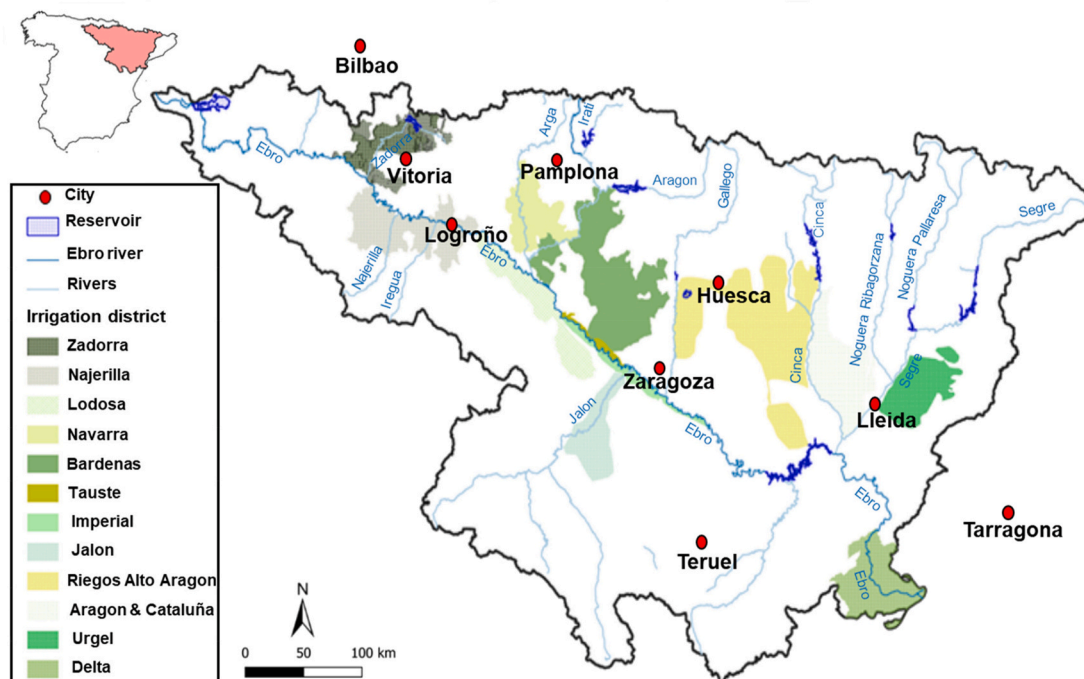 Bilbao
Ebro
Zadorra
Vitoria
Arga
Irati
Pamplona
Aragon
Gallego
Cinca
Noguera Ribagorzana
Noguera Pallaresa
Segre
Logroño
Najerilla
Iregua
Ebro
Huesca
Cinca
Segre
Zaragoza
Lleida
Jalon
Ebro
Ebro
Tarragona
Teruel
Ebro
City
Reservoir
Ebro river
Rivers
Irrigation district
Zadorra
Najerilla
Lodosa
Navarra
Bardenas
Tauste
Imperial
Jalon
Riegos Alto Aragon
Aragon & Cataluña
Urgel
Delta
N
0 50 100 km